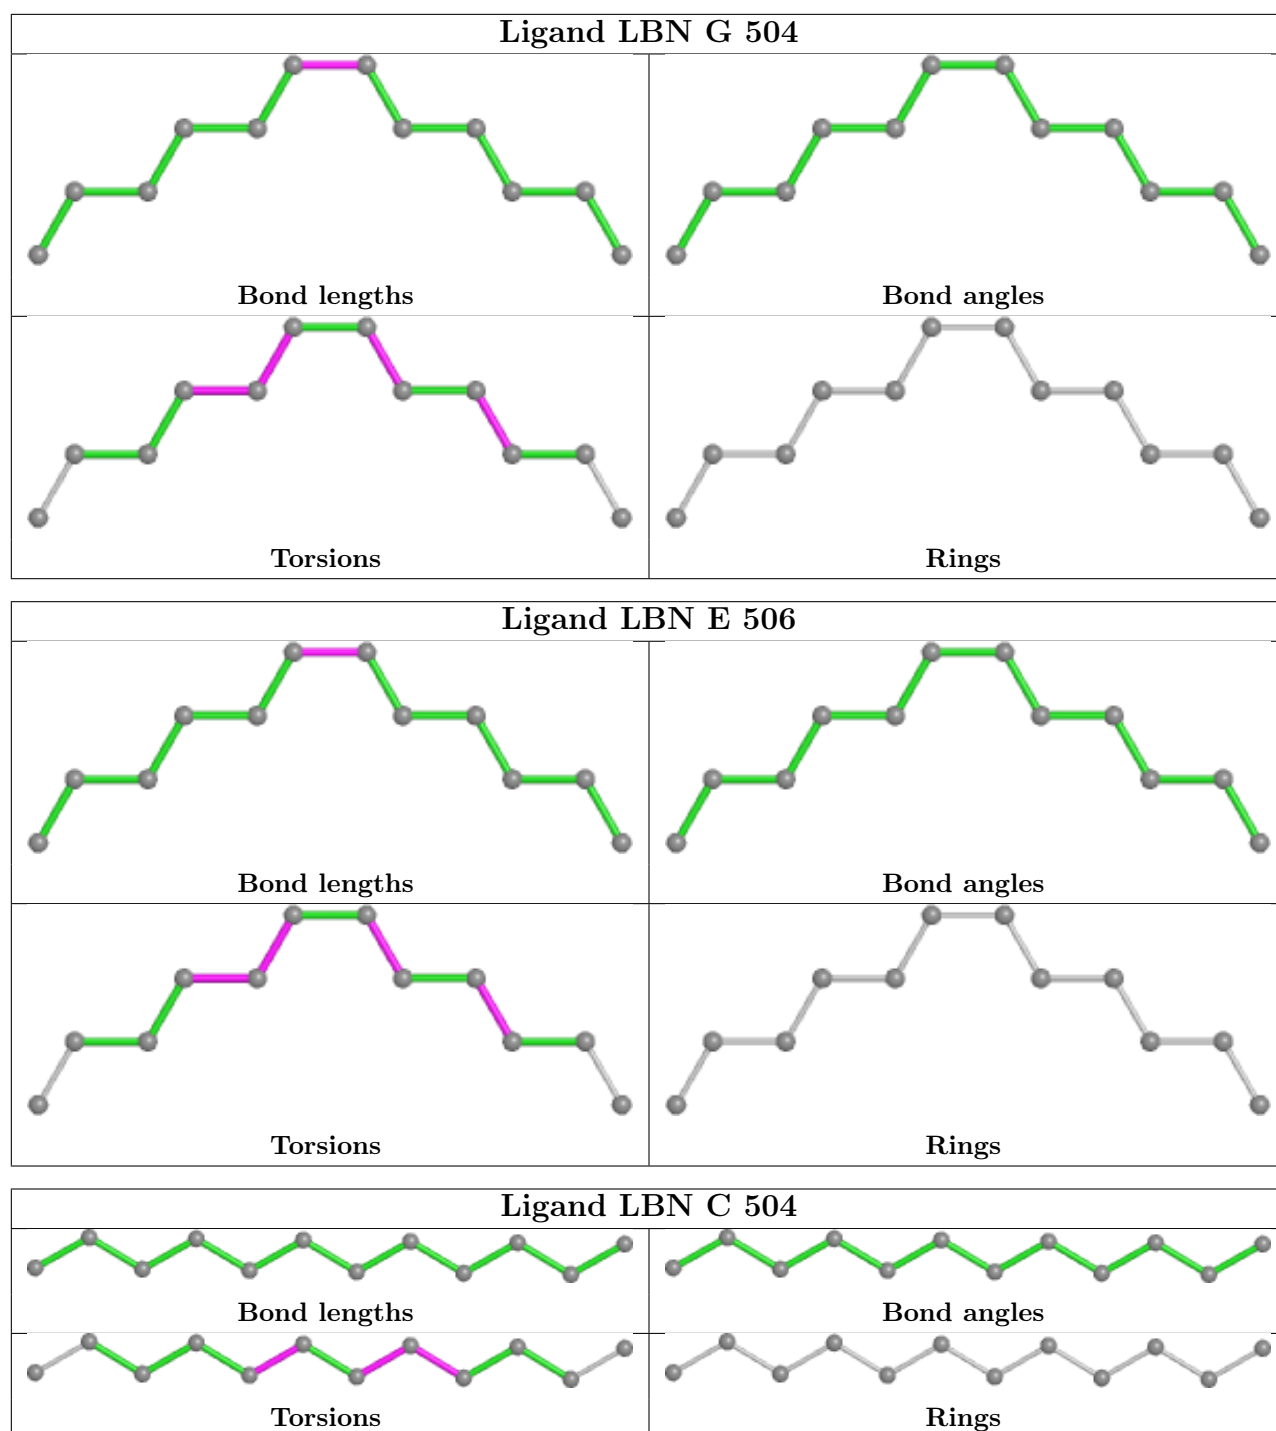 Ligand LBN G 504
Bond lengths
Bond angles
Torsions
Rings
Ligand LBN E 506
Bond lengths
Bond angles
Torsions
Rings
Ligand LBN C 504
Bond lengths
Bond angles
Torsions
Rings